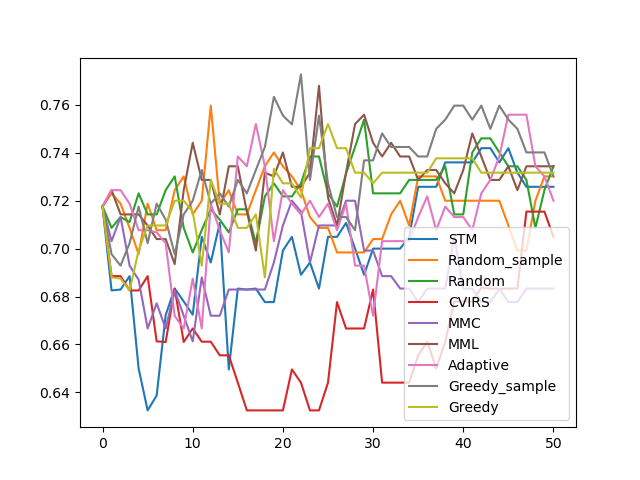 0.76
0.74
0.72
0.70
0.68
0.66
0.64
0
10
20
30
40
50
STM
Random_sample
Random
CVIRS
MMC
MML
Adaptive
Greedy_sample
Greedy